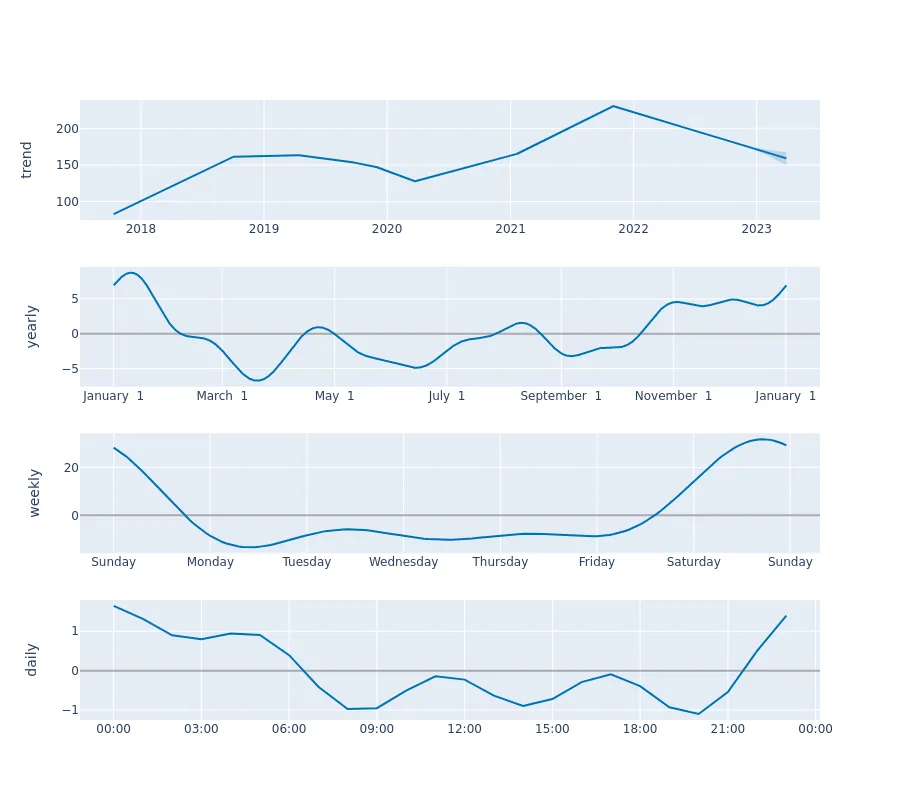 trend
200
150
100
2018 2019 2020 2021 2022 2023
yearly
5
0
−5
January 1 March 1 May 1 July 1 September 1 November 1 January 1
weekly
20
0
Sunday Monday Tuesday Wednesday Thursday Friday Saturday Sunday
daily
1
0
−1
00:00 03:00 06:00 09:00 12:00 15:00 18:00 21:00 00:00